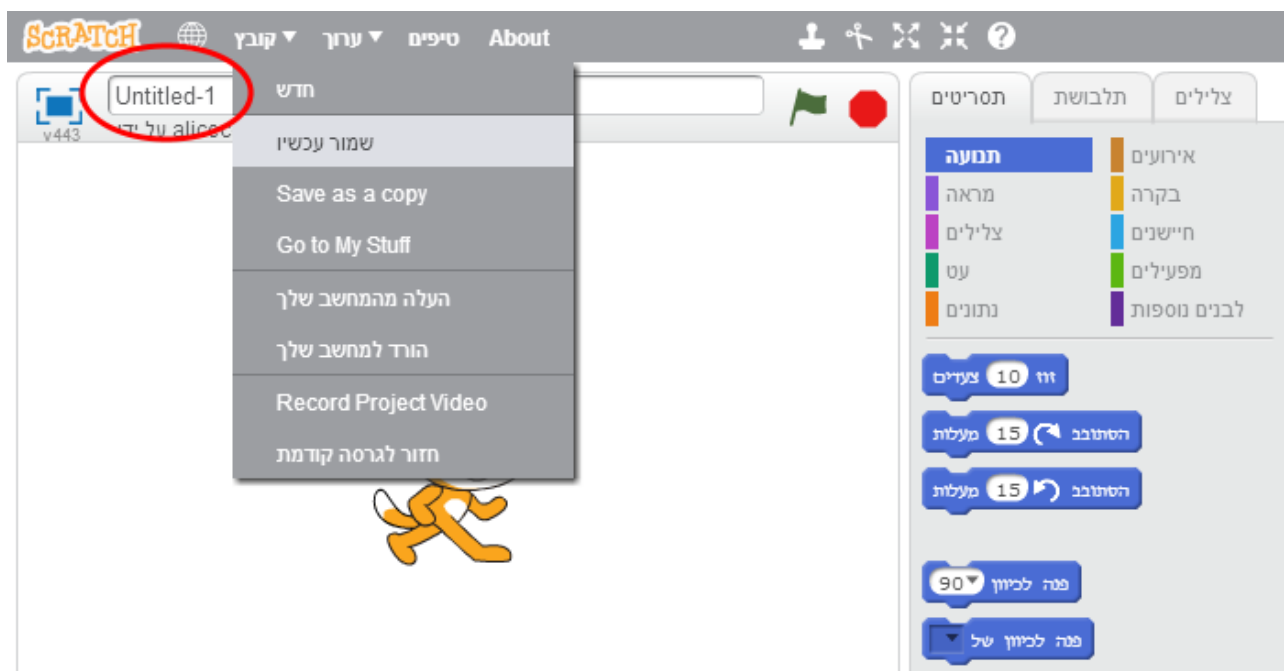 SCRATCH קובץ ערוך טיפים About
Untitled-1
v443
על ידי
חדש
שמור עכשיו
Save as a copy
Go to My Stuff
העלה מהמחשב שלך
הורד למחשב שלך
Record Project Video
חזור לגרסה קודמת
תסריטים תלבושת צלילים
תנועה
אירועים
מראה
בקרה
צלילים
חיישנים
עט
מפעילים
נתונים
לבנים נוספות
זוז 10 צעדים
הסתובב 15 מעלות
הסתובב 15 מעלות
פנה לכיוון 90
פנה לכיוון של